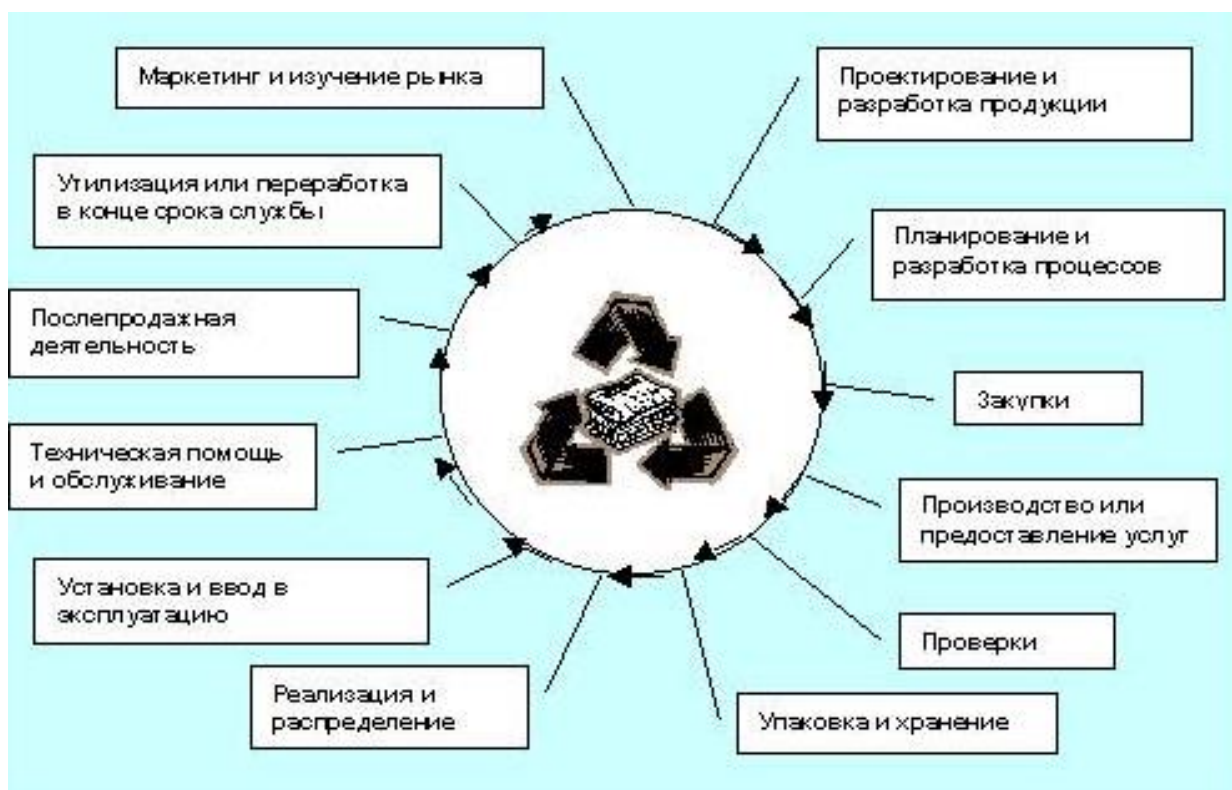 Маркетинг и изучение рынка
Проектирование и
разработка продукции
Планирование и
разработка процессов
Закупки
Производство или
предоставление услуг
Проверки
Упаковка и хранение
Реализация и
распределение
Установка и ввод в
эксплуатацию
Техническая помощь
и обслуживание
Послепродажная
деятельность
Утилизация или переработка
в конце срока службы